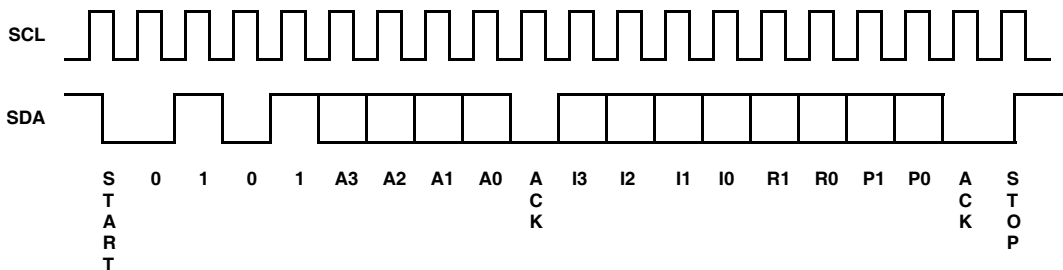 SCL
SDA
START 0 1 0 1 A3 A2 A1 A0 ACK I3 I2 I1 I0 R1 R0 P1 P0 ACK STOP